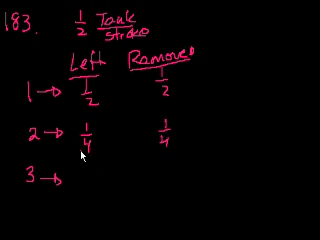 183. 1/2 Tank
stroke
Left Removed
1 → 1/2 1/2
2 → 1/4 1/4
3 →